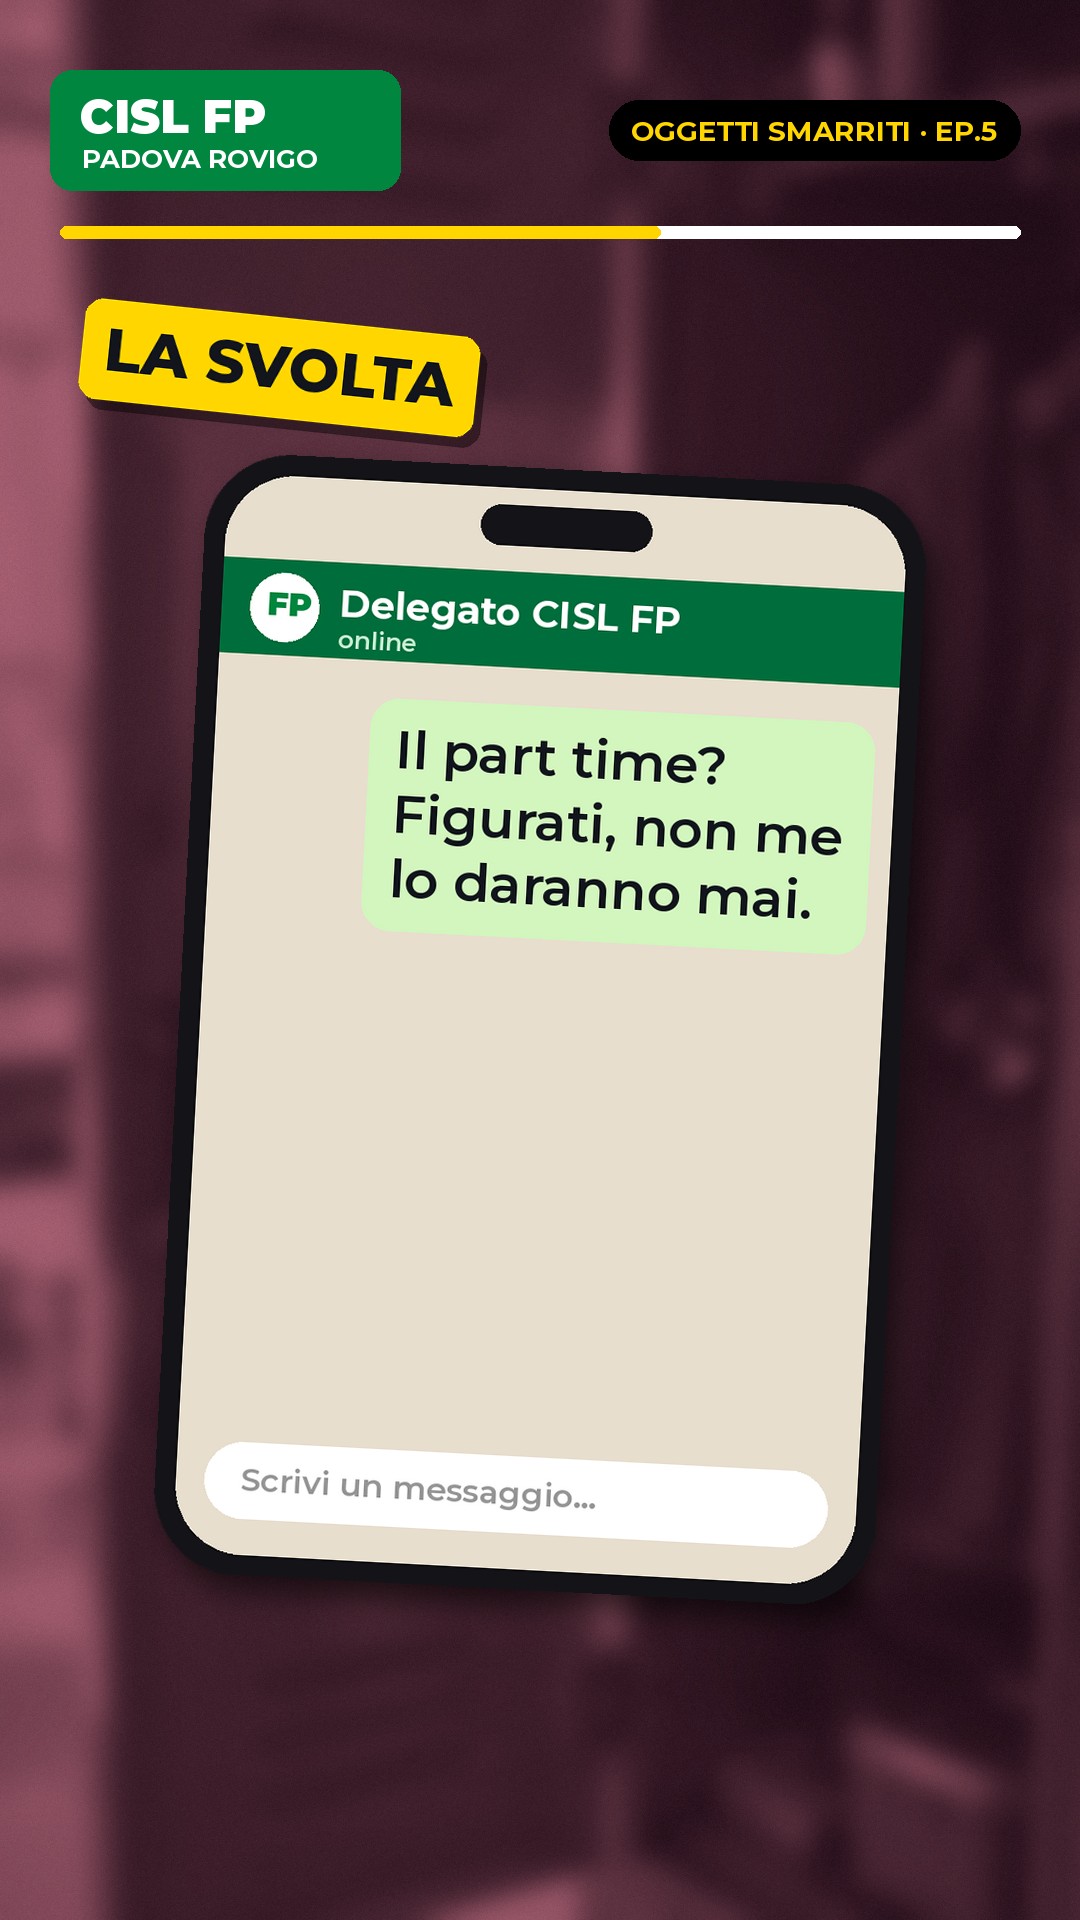 CISL FP
PADOVA ROVIGO
OGGETTI SMARRITI · EP.5
LA SVOLTA
FP
Delegato CISL FP
online
Il part time?
Figurati, non me
lo daranno mai.
Scrivi un messaggio...